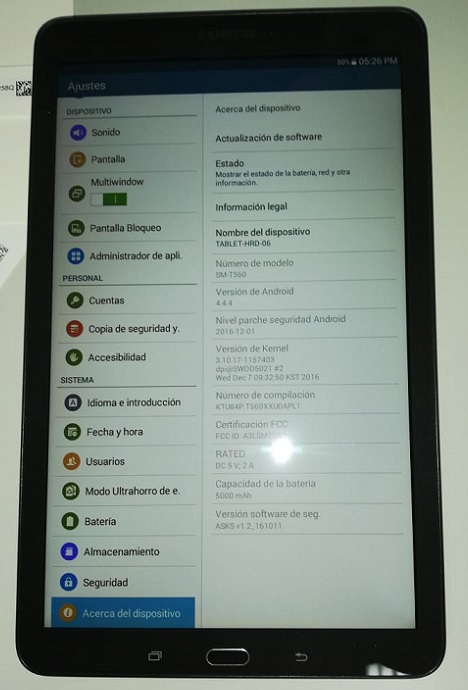 SAMSUNG
05:26 PM
Ajustes
DISPOSITIVO
Sonido
Pantalla
Multiwindow
Pantalla Bloqueo
Administrador de apli.
PERSONAL
Cuentas
Copia de seguridad y.
Accesibilidad
SISTEMA
Idioma e introducción
Fecha y hora
Usuarios
Modo Ultrahorro de e.
Batería
Almacenamiento
Seguridad
Acerca del dispositivo
Acerca del dispositivo
Actualización de software
Estado
Mostrar el estado de la batería, red y otra
información.
Información legal
Nombre del dispositivo
TABLET-HRD-06
Número de modelo
SM-T560
Versión de Android
4.4.4
Nivel parche seguridad Android
2016-12-01
Versión de Kernel
3.10.17-1157403
dpi@SWDD5021 #2
Wed Dec 7 09:32:50 KST 2016
Número de compilación
KTU84P.T560XXU0APL1
Certificación FCC
FCC ID:
RATED
DC 5 V; 2 A
Capacidad de la batería
5000 mAh
Versión software de seg.
ASKS v1.2_161011